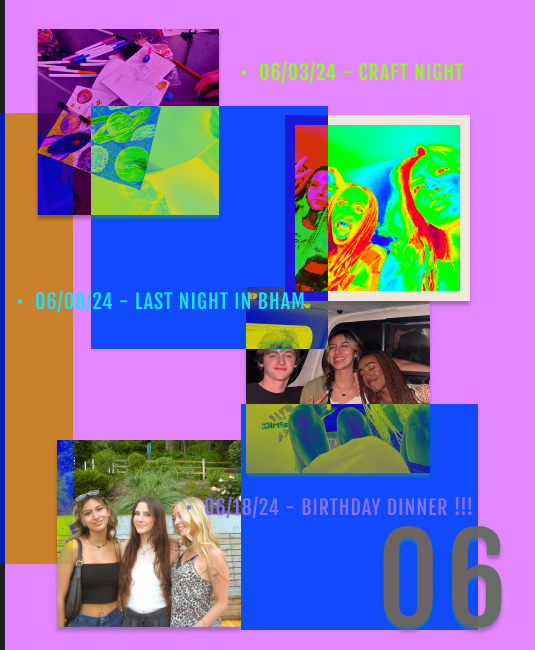 • 06/03/24 - CRAFT NIGHT
• 06/08/24 - LAST NIGHT IN BHAM
• 06/18/24 - BIRTHDAY DINNER !!!
06